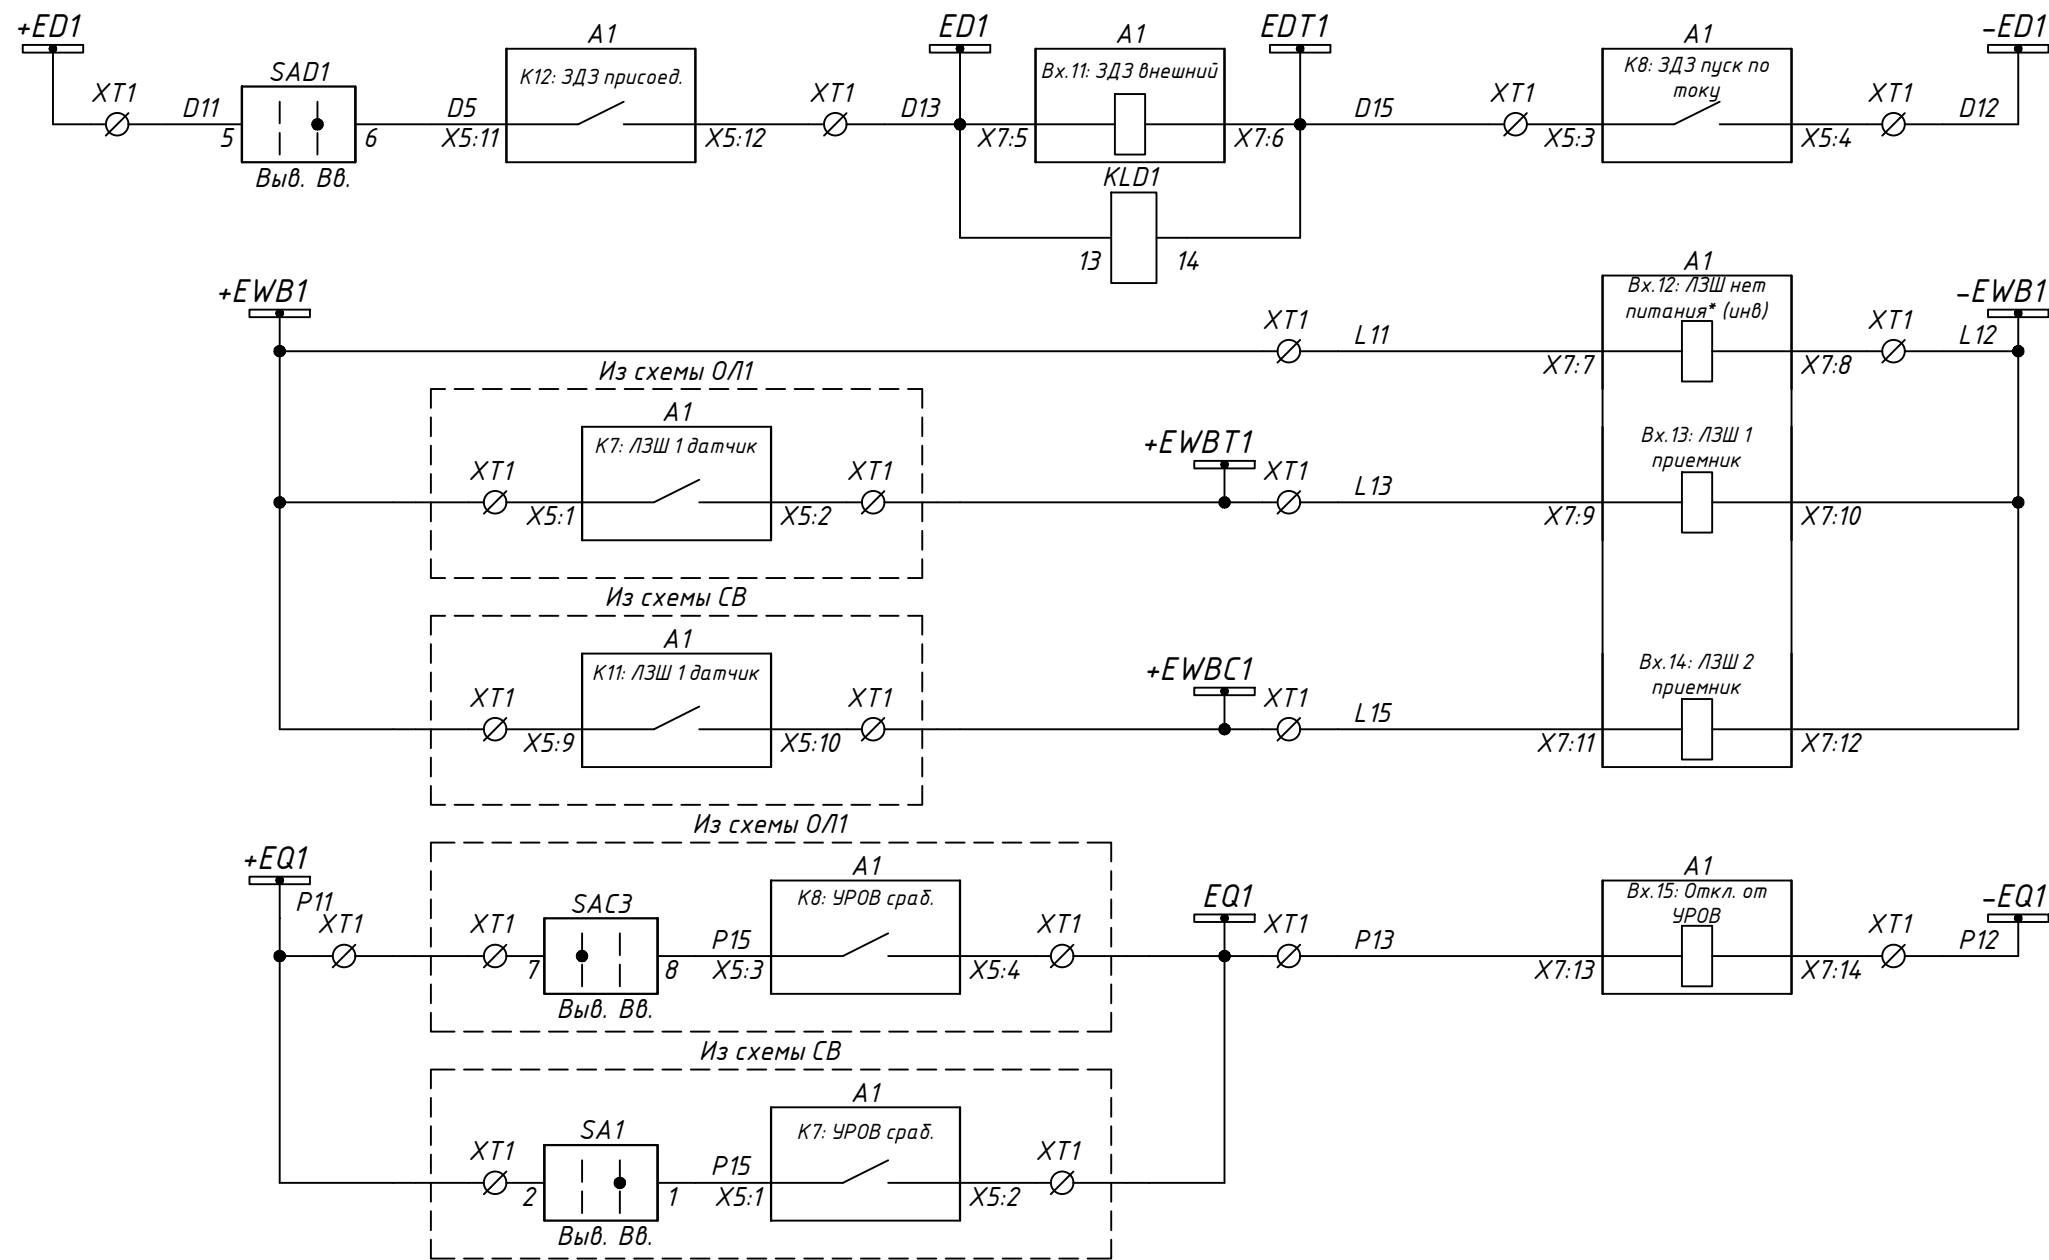 +ED1
XT1
D11
SAD1
5
6
Выв. Вв.
D5
X5:11
A1
К12: ЗДЗ присоед.
X5:12
XT1
D13
ED1
X7:5
A1
Вх.11: ЗДЗ внешний
X7:6
EDT1
KLD1
13
14
D15
XT1
X5:3
A1
К8: ЗДЗ пуск по
току
X5:4
XT1
D12
-ED1
+EWB1
XT1
L11
X7:7
A1
Вх.12: ЛЗШ нет
питания* (инв)
X7:8
XT1
L12
-EWB1
Из схемы ОЛ1
XT1
X5:1
A1
К7: ЛЗШ 1 датчик
X5:2
XT1
+EWBT1
XT1
L13
X7:9
Вх.13: ЛЗШ 1
приемник
X7:10
Из схемы СВ
XT1
X5:9
A1
К11: ЛЗШ 1 датчик
X5:10
XT1
+EWBC1
XT1
L15
X7:11
Вх.14: ЛЗШ 2
приемник
X7:12
+EQ1
P11
XT1
Из схемы ОЛ1
XT1
SAC3
7
8
Выв. Вв.
P15
X5:3
A1
К8: УРОВ сраб.
X5:4
XT1
EQ1
XT1
P13
X7:13
A1
Вх.15: Откл. от
УРОВ
X7:14
XT1
P12
-EQ1
Из схемы СВ
XT1
SA1
2
1
Выв. Вв.
P15
X5:1
A1
К7: УРОВ сраб.
X5:2
XT1